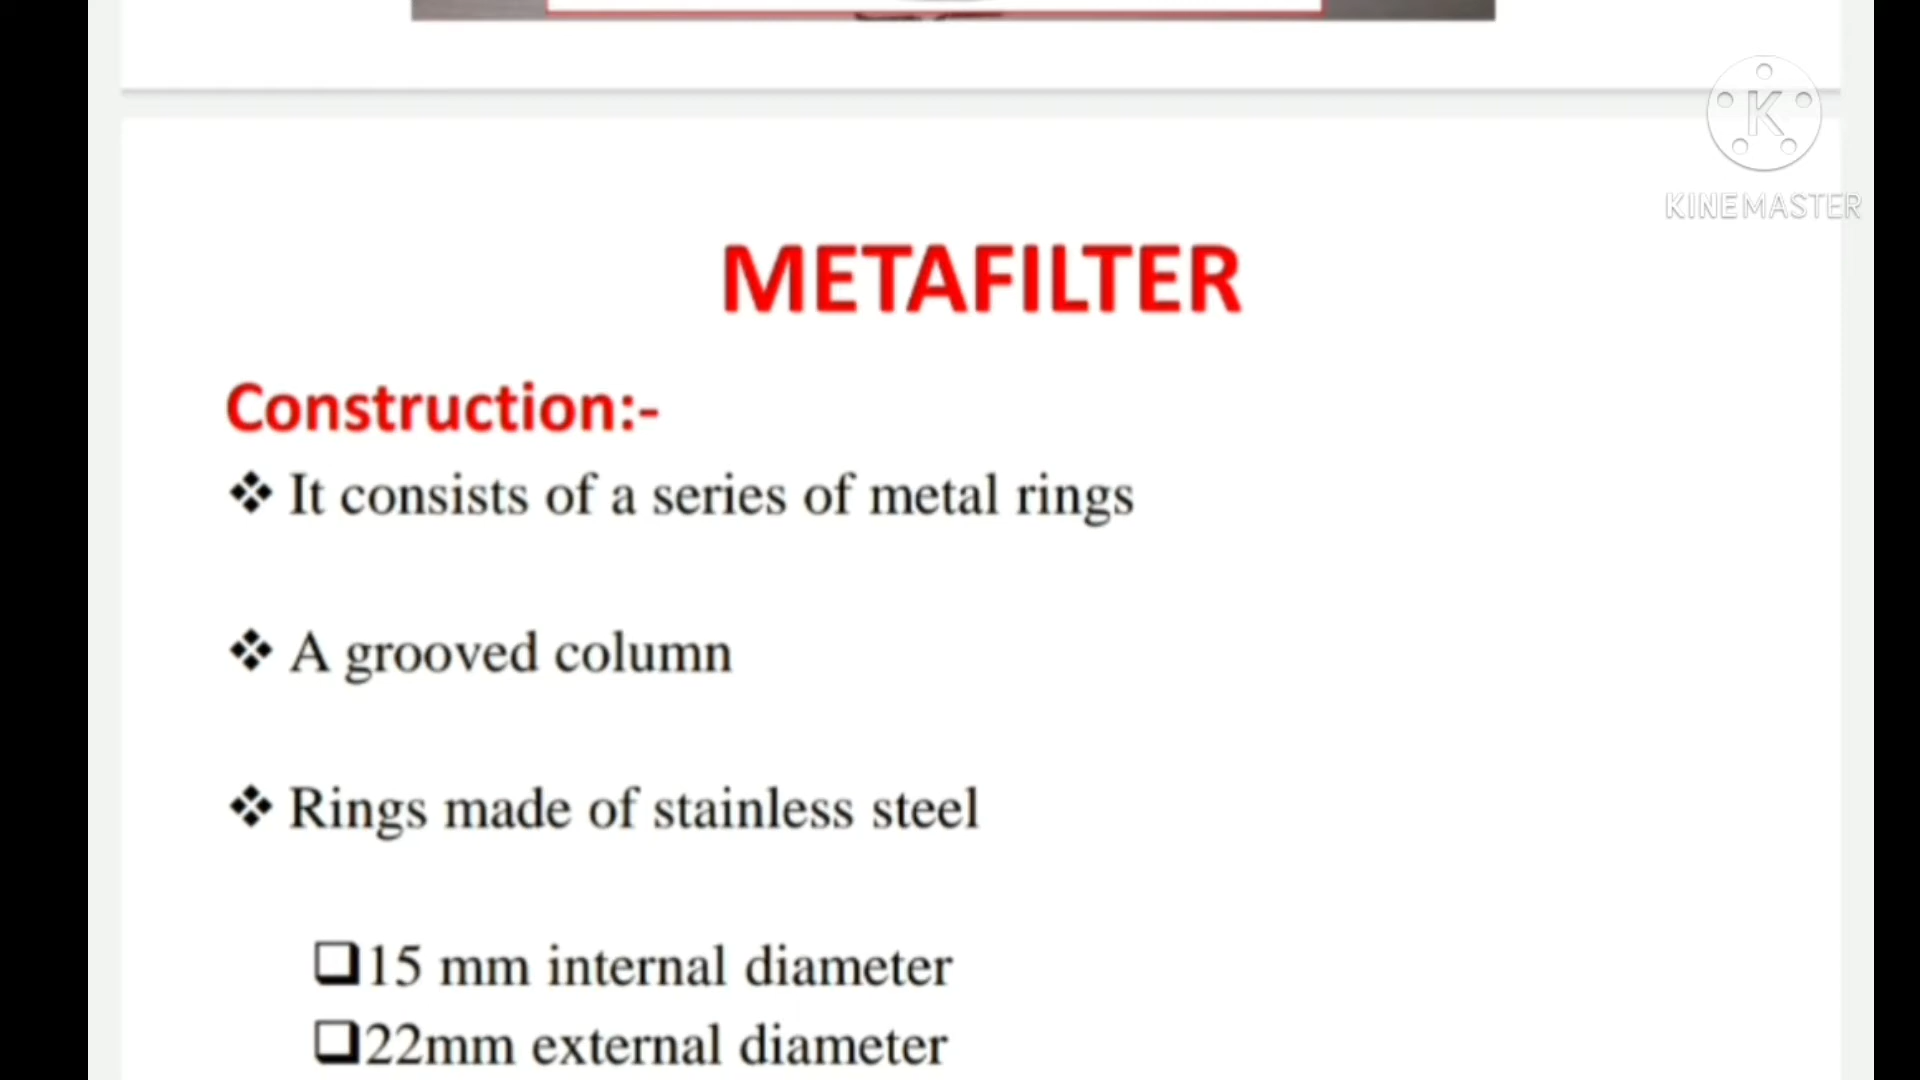 K
KINEMASTER
METAFILTER
Construction:-
❖ It consists of a series of metal rings
❖ A grooved column
❖ Rings made of stainless steel
❑15 mm internal diameter
❑22mm external diameter